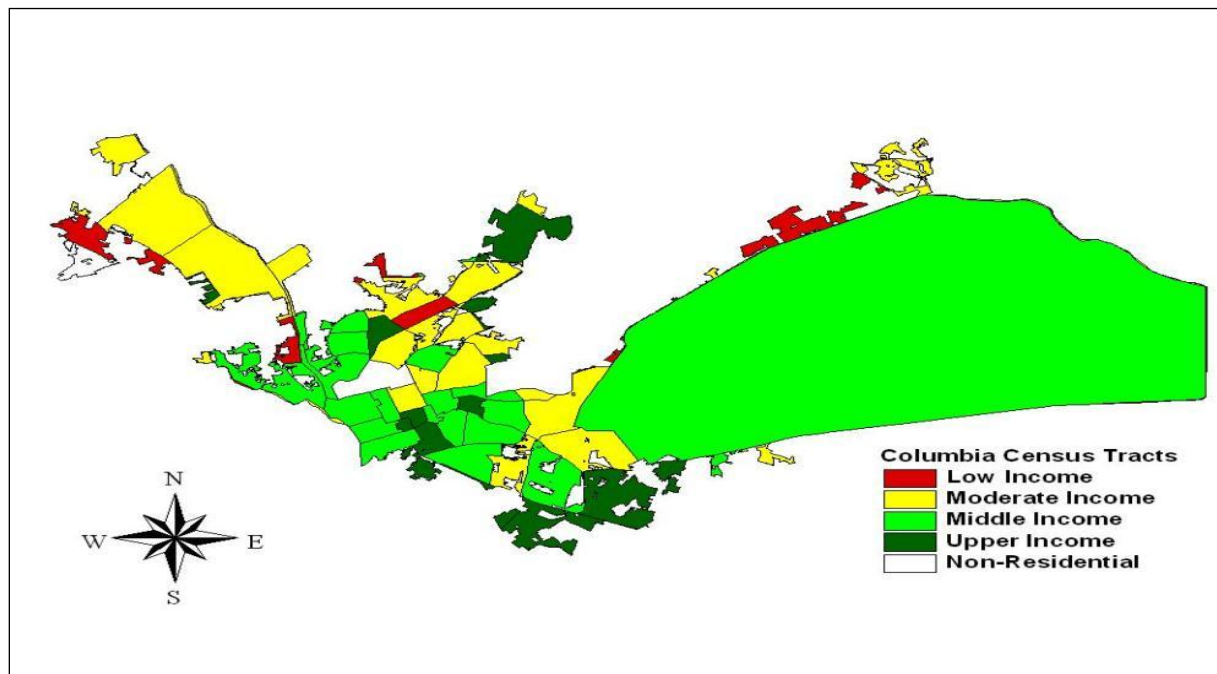 Columbia Census Tracts
Low Income
Moderate Income
Middle Income
Upper Income
Non-Residential
N
W E
S